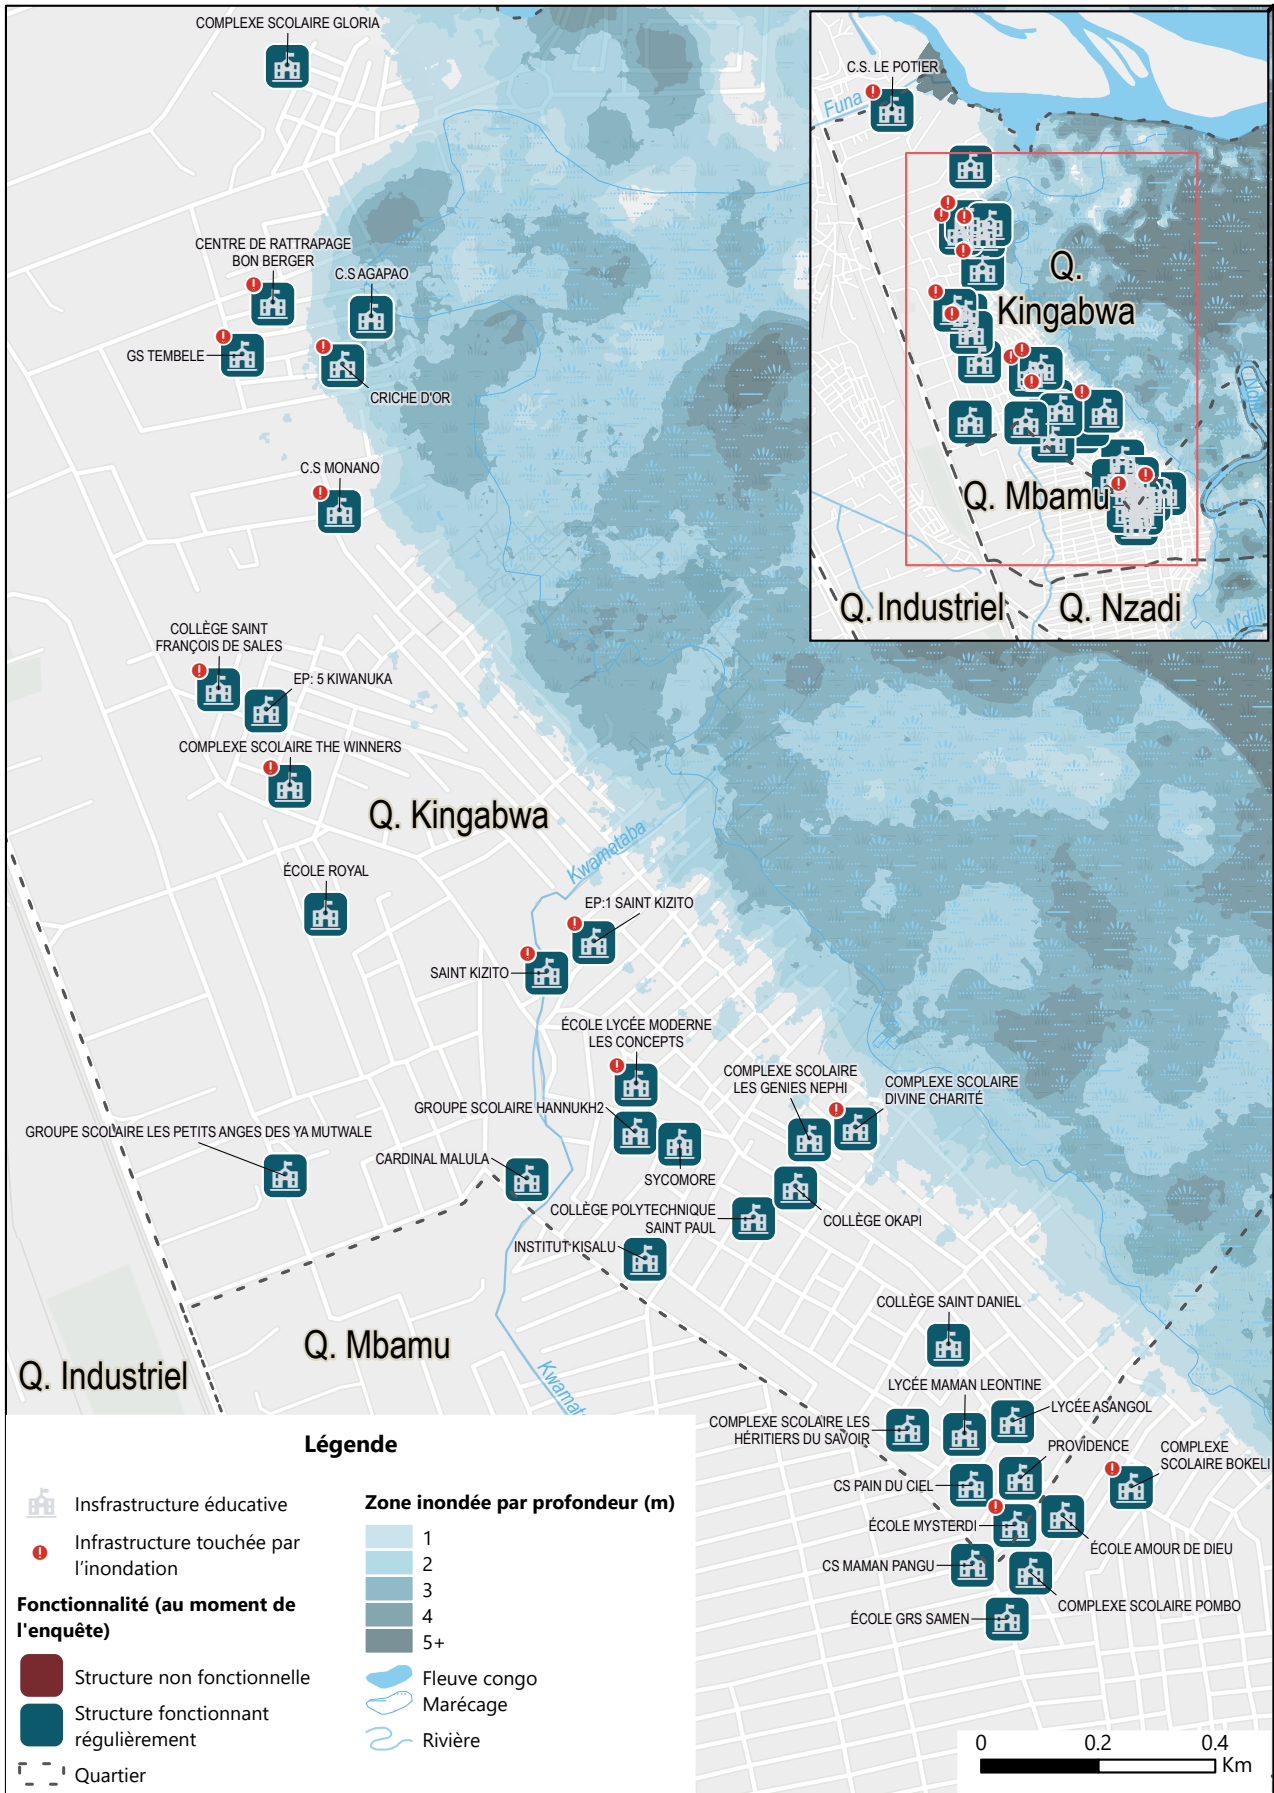 COMPLEXE SCOLAIRE GLORIA
C.S. LE POTIER
Funa
Q.
Kingabwa
Q. Mbamu
Q. Industriel
Q. Nzadi
N'djili
CENTRE DE RATTRAPAGE
BON BERGER
C.S AGAPAO
GS TEMBELE
CRICHE D'OR
C.S MONANO
COLLÈGE SAINT
FRANÇOIS DE SALES
EP: 5 KIWANUKA
COMPLEXE SCOLAIRE THE WINNERS
Q. Kingabwa
Kwamataba
ÉCOLE ROYAL
EP:1 SAINT KIZITO
SAINT KIZITO
ÉCOLE LYCÉE MODERNE
LES CONCEPTS
COMPLEXE SCOLAIRE
LES GENIES NEPHI
COMPLEXE SCOLAIRE
DIVINE CHARITÉ
GROUPE SCOLAIRE HANNUKH2
GROUPE SCOLAIRE LES PETITS ANGES DES YA MUTWALE
CARDINAL MALULA
SYCOMORE
COLLÈGE POLYTECHNIQUE
SAINT PAUL
COLLÈGE OKAPI
INSTITUT KISALU
COLLÈGE SAINT DANIEL
Q. Mbamu
Q. Industriel
Kwamata
LYCÉE MAMAN LEONTINE
LYCÉE ASANGOL
COMPLEXE SCOLAIRE LES
HÉRITIERS DU SAVOIR
PROVIDENCE
COMPLEXE
SCOLAIRE BOKELI
CS PAIN DU CIEL
ÉCOLE MYSTERDI
ÉCOLE AMOUR DE DIEU
CS MAMAN PANGU
COMPLEXE SCOLAIRE POMBO
ÉCOLE GRS SAMEN
Légende
Insfrastructure éducative
Infrastructure touchée par
l'inondation
Fonctionnalité (au moment de
l'enquête)
Structure non fonctionnelle
Structure fonctionnant
régulièrement
Quartier
Zone inondée par profondeur (m)
1
2
3
4
5+
Fleuve congo
Marécage
Rivière
0 0.2 0.4
Km